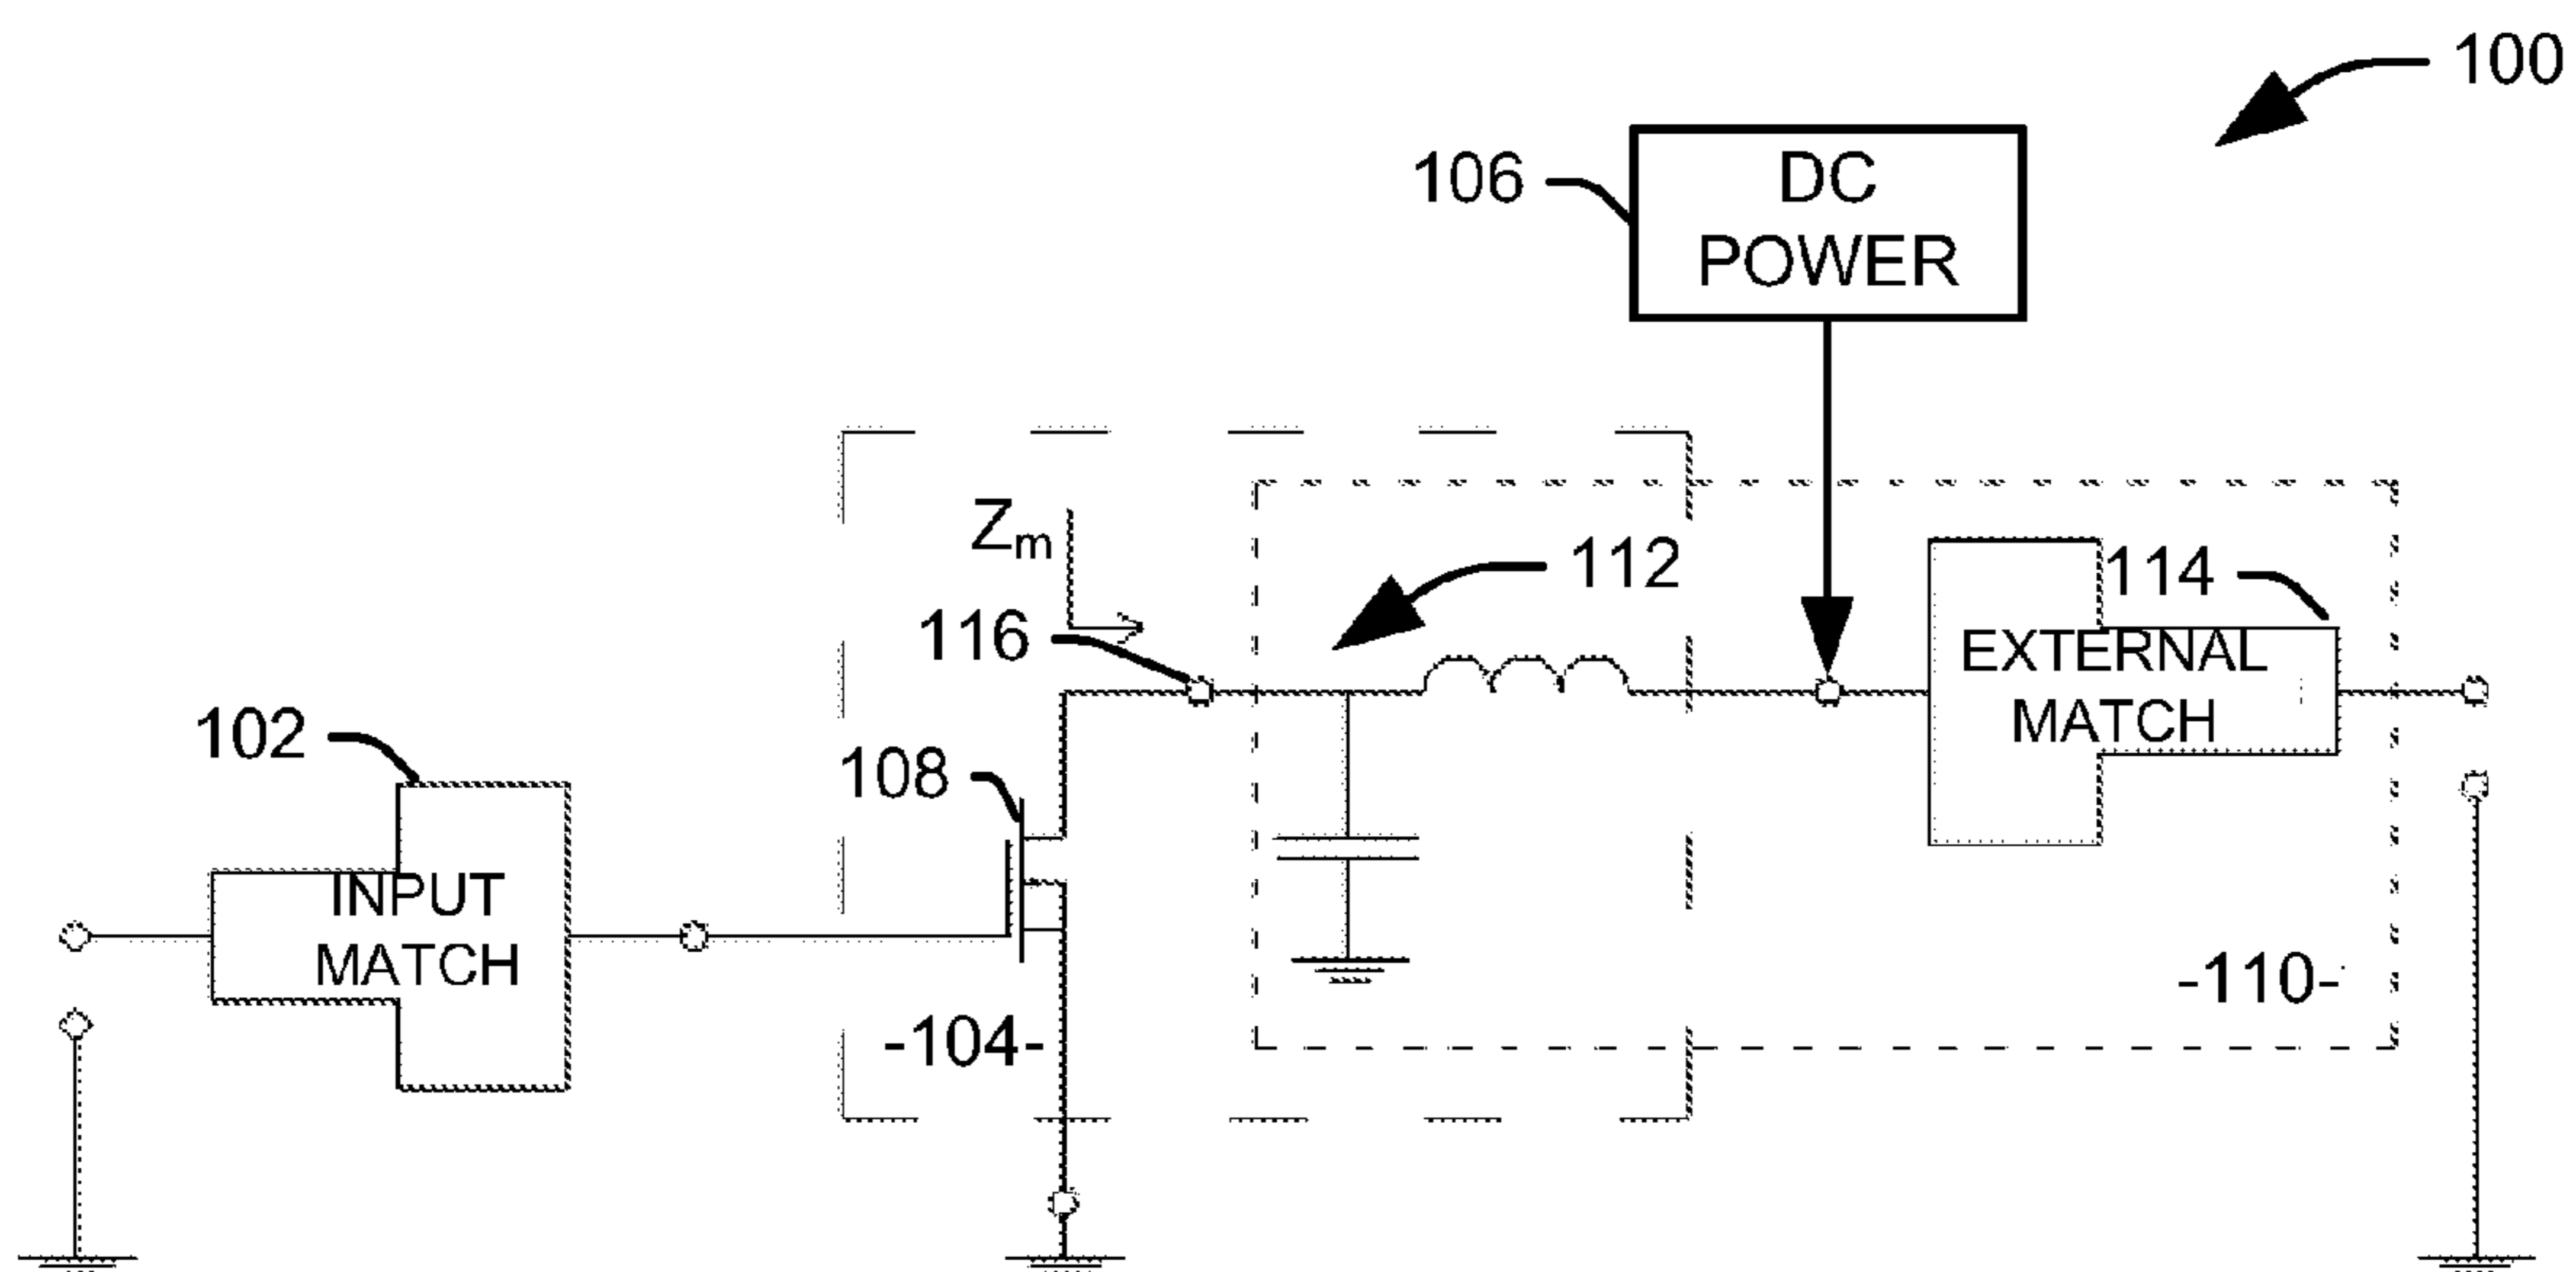 100
106
DC
POWER
Zm
112
114
116
EXTERNAL
MATCH
102
108
INPUT
MATCH
-110-
-104-